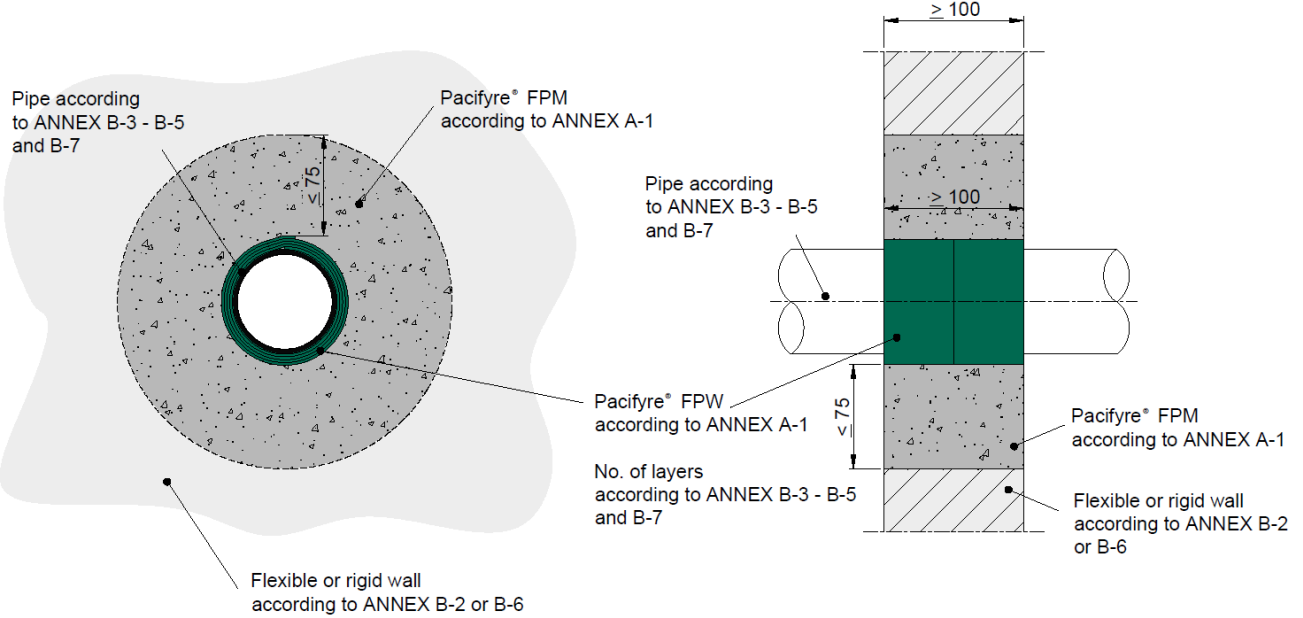 ≥ 100
Pipe according
to ANNEX B-3 - B-5
and B-7
Pacifyre® FPM
according to ANNEX A-1
≤ 75
Pipe according
to ANNEX B-3 - B-5
and B-7
≥ 100
Pacifyre® FPW
according to ANNEX A-1
No. of layers
according to ANNEX B-3 - B-5
and B-7
≤ 75
Pacifyre® FPM
according to ANNEX A-1
Flexible or rigid wall
according to ANNEX B-2
or B-6
Flexible or rigid wall
according to ANNEX B-2 or B-6